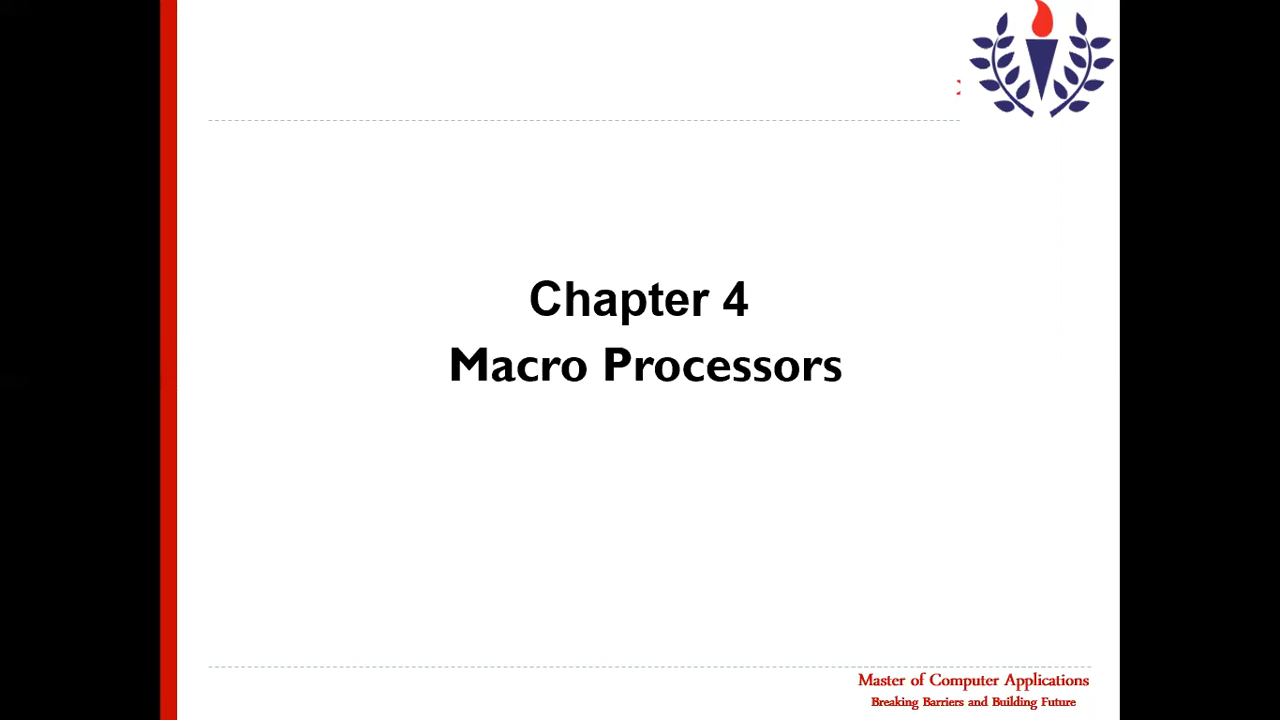 Chapter 4
Macro Processors
Master of Computer Applications
Breaking Barriers and Building Future